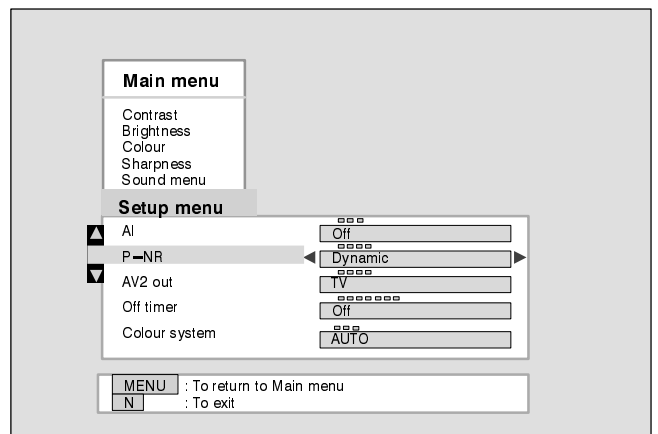 Main menu
Contrast
Brightness
Colour
Sharpness
Sound menu
Setup menu
AI Off
P-NR Dynamic
AV2 out TV
Off timer Off
Colour system AUTO
MENU : To return to Main menu
N : To exit